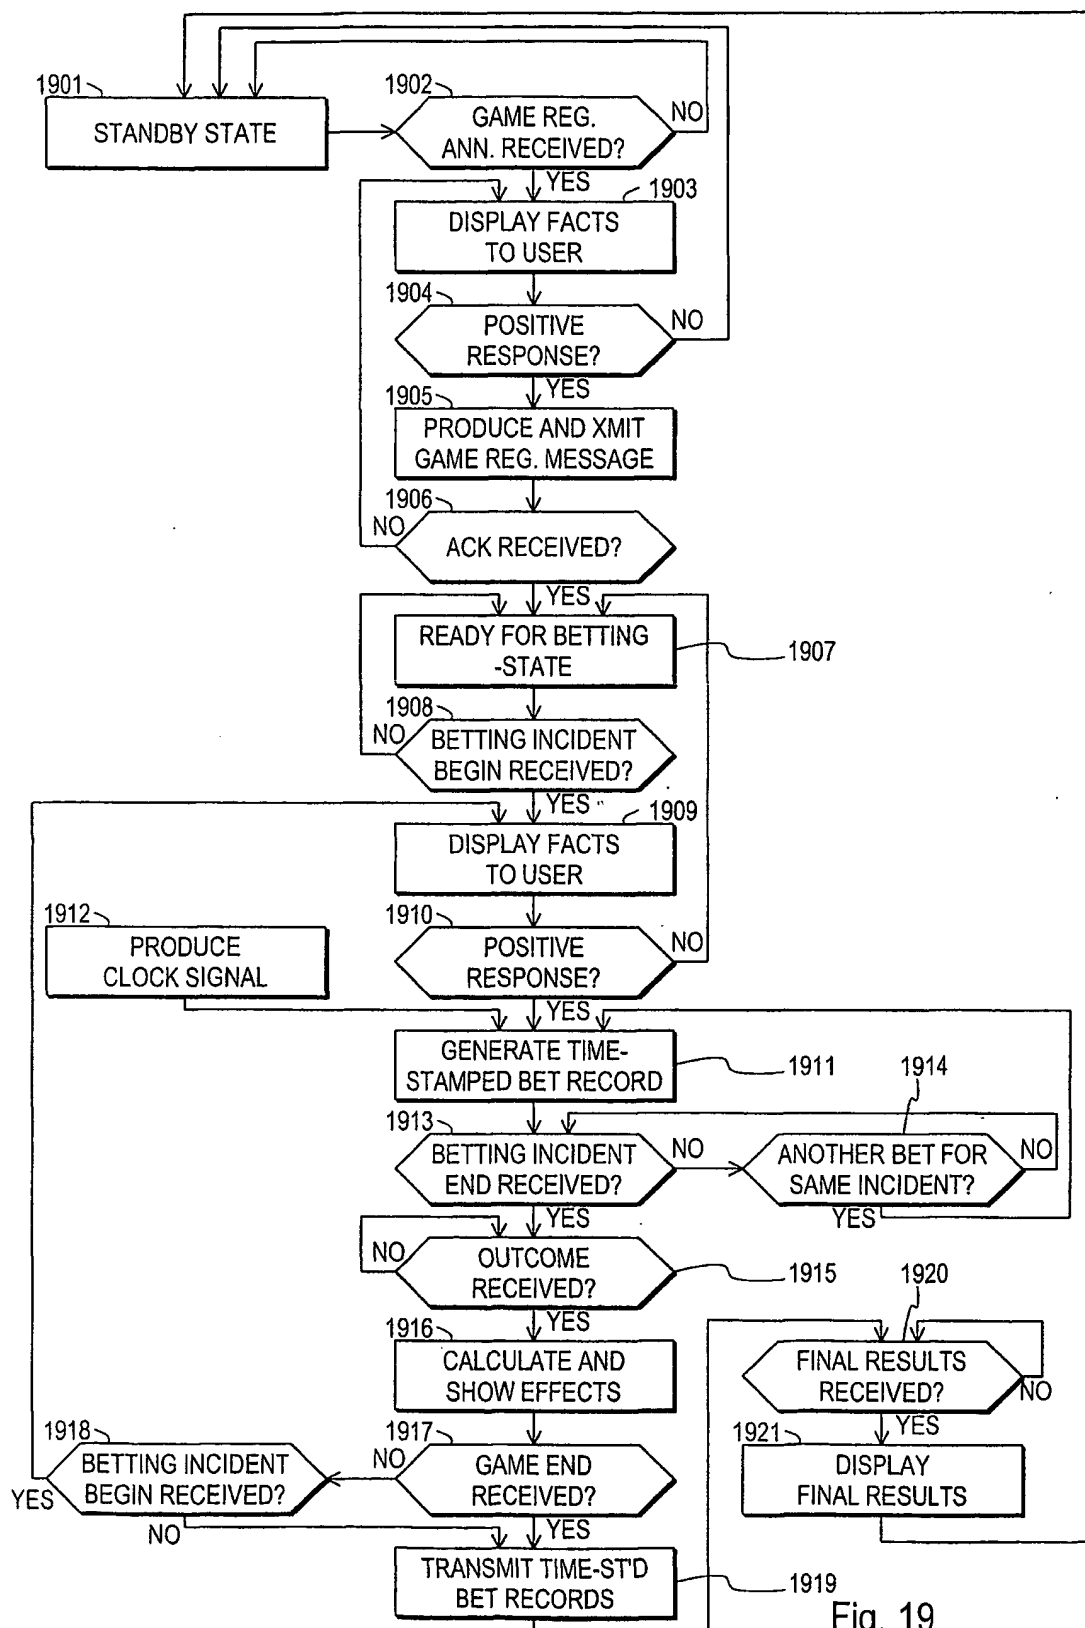 1901
STANDBY STATE
1902
GAME REG.
ANN. RECEIVED?
NO
YES
1903
DISPLAY FACTS
TO USER
1904
POSITIVE
RESPONSE?
NO
YES
1905
PRODUCE AND XMIT
GAME REG. MESSAGE
1906
NO
ACK RECEIVED?
YES
READY FOR BETTING
-STATE
1907
1908
NO
BETTING INCIDENT
BEGIN RECEIVED?
YES
1909
DISPLAY FACTS
TO USER
1912
PRODUCE
CLOCK SIGNAL
1910
POSITIVE
RESPONSE?
NO
YES
GENERATE TIME-
STAMPED BET RECORD
1911
1914
1913
BETTING INCIDENT
END RECEIVED?
NO
ANOTHER BET FOR
SAME INCIDENT?
NO
YES
YES
NO
OUTCOME
RECEIVED?
1915
1920
YES
1916
CALCULATE AND
SHOW EFFECTS
FINAL RESULTS
RECEIVED?
NO
YES
1918
BETTING INCIDENT
BEGIN RECEIVED?
YES
NO
1917
NO
GAME END
RECEIVED?
YES
1921
DISPLAY
FINAL RESULTS
TRANSMIT TIME-ST'D
BET RECORDS
1919
Fig. 19